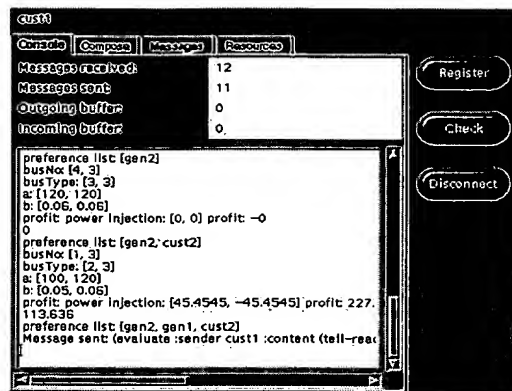 cust1
Console Compose Messages Resources
Messages received: 12
Messages sent: 11
Outgoing buffer: 0
Incoming buffer: 0
Register
Check
Disconnect
preference list: [gen2]
busNo: [4, 3]
busType: [3, 3]
a: [120, 120]
b: [0.06, 0.06]
profit: power injection: [0, 0] profit: -0
0
preference list: [gen2, cust2]
busNo: [1, 3]
busType: [2, 3]
a: [100, 120]
b: [0.05, 0.06]
profit: power injection: [45.4545, -45.4545] profit: 227.
113.636
preference list: [gen2, gen1, cust2]
Message sent: (evaluate :sender cust1 :content (tell-reac